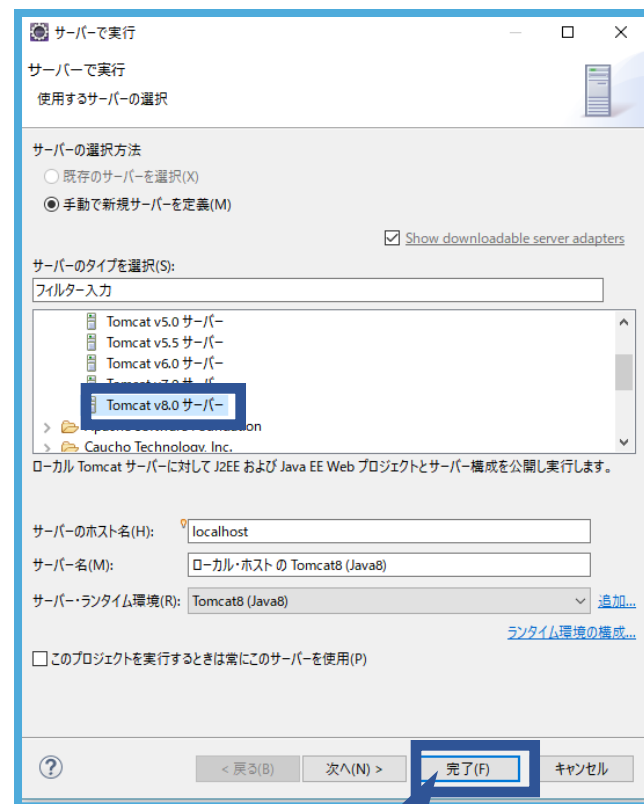 サーバーで実行
サーバーで実行
使用するサーバーの選択
サーバーの選択方法
既存のサーバーを選択(X)
手動で新規サーバーを定義(M)
Show downloadable server adapters
サーバーのタイプを選択(S):
フィルター入力
Tomcat v5.0 サーバー
Tomcat v5.5 サーバー
Tomcat v6.0 サーバー
Tomcat v8.0 サーバー
Caucho Technology, Inc.
ローカル Tomcat サーバーに対して J2EE および Java EE Web プロジェクトとサーバー構成を公開し実行します。
サーバーのホスト名(H): localhost
サーバー名(M): ローカル・ホスト の Tomcat8 (Java8)
サーバー・ランタイム環境(R): Tomcat8 (Java8) 追加...
ランタイム環境の構成...
このプロジェクトを実行するときは常にこのサーバーを使用(P)
? < 戻る(B) 次へ(N) > 完了(F) キャンセル